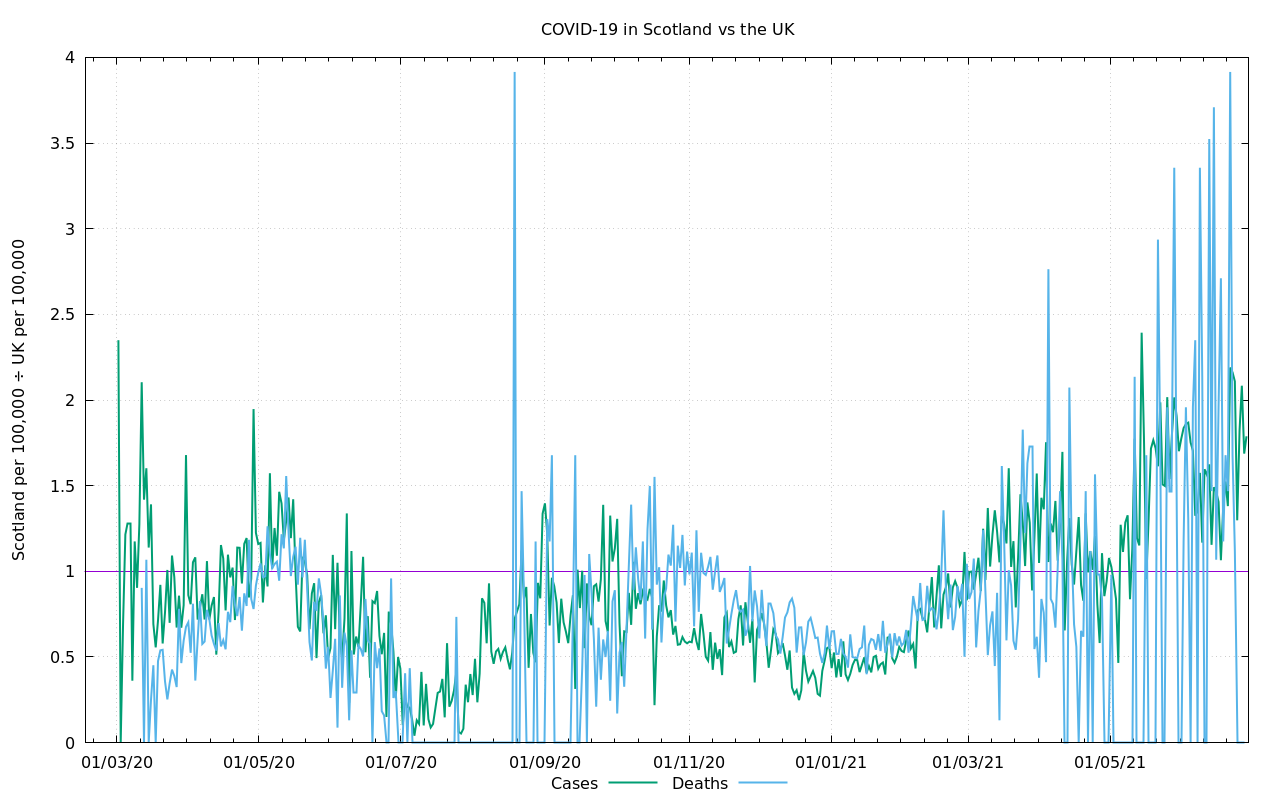 COVID-19 in Scotland vs the UK
Scotland per 100,000 ÷ UK per 100,000
4
3.5
3
2.5
2
1.5
1
0.5
0
01/03/20 01/05/20 01/07/20 01/09/20 01/11/20 01/01/21 01/03/21 01/05/21
Cases Deaths